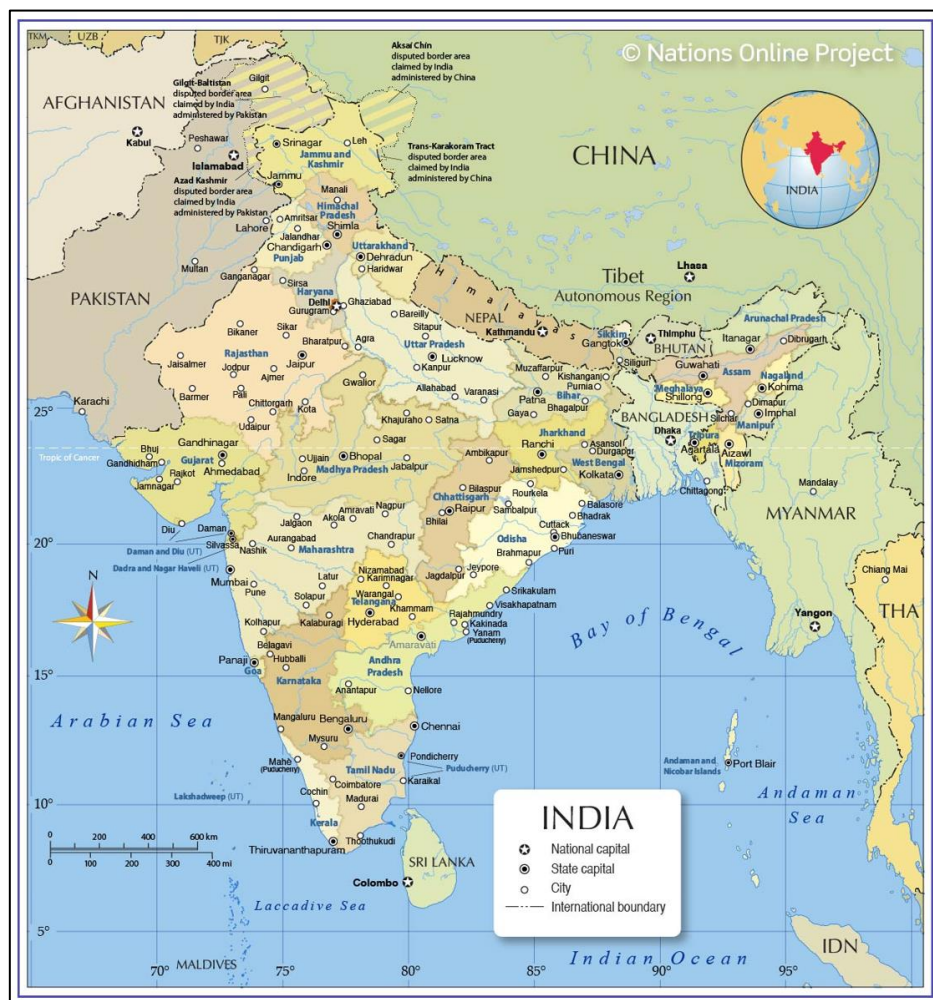 TKM
UZB
TJK
© Nations Online Project
Aksai Chin
disputed border area
claimed by India
administered by China
Gilgit
Gilgit-Baltistan
disputed border area
claimed by India
administered by Pakistan
AFGHANISTAN
Kabul
Peshawar
Islamabad
Srinagar
Leh
Jammu and
Kashmir
Trans-Karakoram Tract
disputed border area
claimed by India
administered by China
CHINA
INDIA
Azad Kashmir
disputed border area
claimed by India
administered by Pakistan
Jammu
Manali
Himachal
Pradesh
Shimla
Lahore
Amritsar
Jalandhar
Chandigarh
Punjab
Uttarakhand
Dehradun
Haridwar
Multan
Ganganagar
Sirsa
Haryana
Delhi
Gurugram
Ghaziabad
PAKISTAN
Tibet
Autonomous Region
Lhasa
Himalayas
NEPAL
Kathmandu
Sikkim
Gangtok
Thimphu
BHUTAN
Siliguri
Arunachal Pradesh
Itanagar
Dibrugarh
Bikaner
Sikar
Bharatpur
Agra
Bareilly
Sitapur
Uttar Pradesh
Lucknow
Kanpur
Jaisalmer
Rajasthan
Jodpur
Jaipur
Ajmer
Barmer
Pali
Chittorgarh
Kota
Udaipur
Gwalior
Allahabad
Varanasi
Muzaffarpur
Kishanganj
Purnia
Patna
Bihar
Gaya
Bhagalpur
Guwahati
Assam
Nagaland
Kohima
Meghalaya
Shillong
Dimapur
Silchar
Imphal
Manipur
BANGLADESH
Dhaka
Tripura
Agartala
Aizawl
Mizoram
Chittagong
Karachi
25°
Tropic of Cancer
Bhuj
Gandhidham
Gandhinagar
Gujarat
Ahmedabad
Rajkot
Jamnagar
Khajuraho
Satna
Sagar
Ujjain
Bhopal
Indore
Madhya Pradesh
Jabalpur
Jharkhand
Ranchi
Jamshedpur
Asansol
Durgapur
West Bengal
Kolkata
Ambikapur
Bilaspur
Chhattisgarh
Raipur
Bhilai
Rourkela
Sambalpur
Balasore
Bhadrak
Odisha
Cuttack
Bhubaneswar
Puri
Brahmapur
Jeypore
Jagdalpur
Mandalay
MYANMAR
Diu
Daman
Silvassa
Daman and Diu (UT)
Dadra and Nagar Haveli (UT)
20°
Jalgaon
Akola
Amravati
Nagpur
Aurangabad
Nashik
Maharashtra
Chandrapur
Mumbai
Pune
Latur
Solapur
Nizamabad
Karimnagar
Warangal
Telangana
Khammam
Hyderabad
Srikakulam
Visakhapatnam
Rajahmundry
Kakinada
Yanam
(Puducherry)
Kalaburagi
Amaravati
Kolhapur
Belagavi
Hubballi
Panaji
Goa
Karnataka
Andhra
Pradesh
Anantapur
Nellore
Chiang Mai
THA
Yangon
Bay of Bengal
N
15°
Arabian Sea
Mangaluru
Bengaluru
Mysuru
Chennai
Mahè
(Puducherry)
Pondicherry
Puducherry (UT)
Karaikal
Tamil Nadu
Coimbatore
Cochin
Madurai
Kerala
Thoothukudi
Thiruvananthapuram
Lakshadweep (UT)
Andaman and
Nicobar Islands
Port Blair
Andaman
Sea
10°
0 200 400 600 km
0 100 200 300 400 mi
SRI LANKA
Colombo
Laccadive Sea
INDIA
National capital
State capital
City
International boundary
5°
MALDIVES
Indian Ocean
IDN
70°
75°
80°
85°
90°
95°